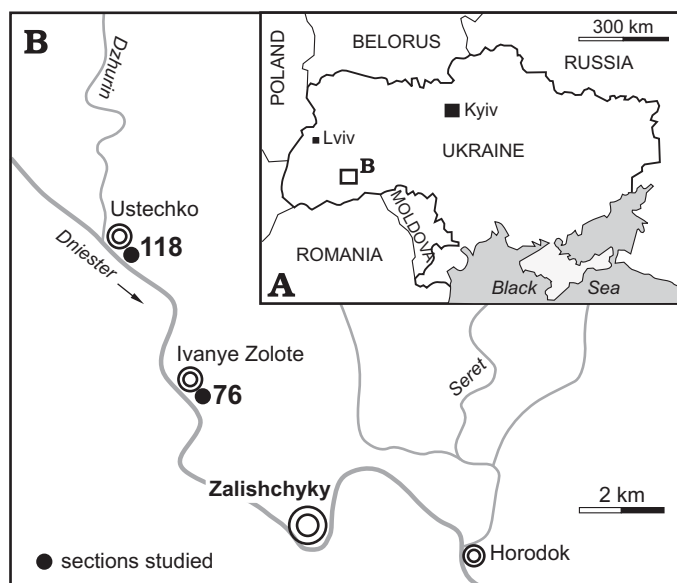 B
Dzhurin
Ustechko
118
Dniester
Ivanye Zolote
76
Zalishchyky
Seret
Horodok
2 km
sections studied
A
300 km
POLAND
BELORUS
RUSSIA
Kyiv
Lviv
UKRAINE
B
MOLDOVA
ROMANIA
Black Sea